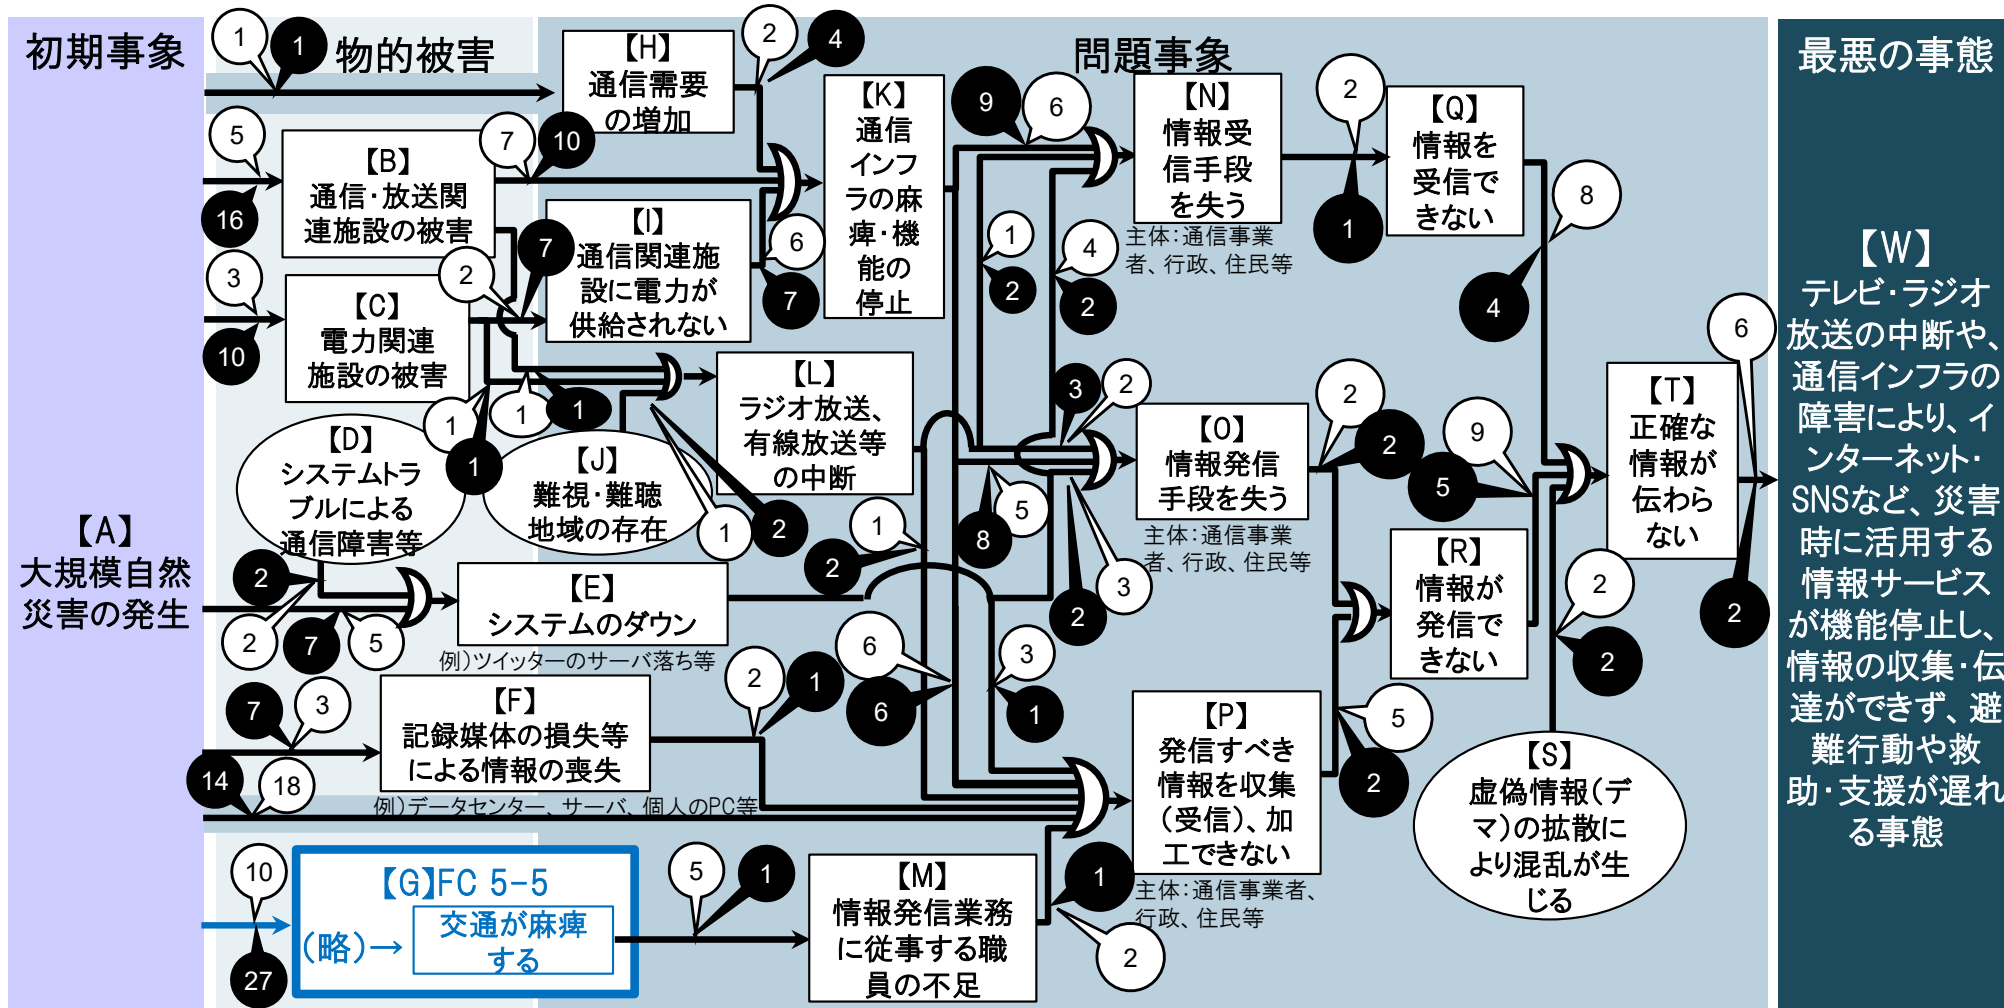 初期事象
物的被害
問題事象
最悪の事態
1
1
2
4
【H】
通信需要
の増加
5
16
【B】
通信・放送関
連施設の被害
7
10
3
10
【C】
電力関連
施設の被害
2
7
【I】
通信関連施
設に電力が
供給されない
6
7
【K】
通信
インフ
ラの麻
痺・機
能の
停止
9
6
【N】
情報受
信手段
を失う
主体：通信事業
者、行政、住民等
2
1
【Q】
情報を
受信で
きない
8
4
1
2
4
2
1
1
1
1
【D】
システムトラ
ブルによる
通信障害等
【J】
難視・難聴
地域の存在
1
2
【L】
ラジオ放送、
有線放送等
の中断
3
2
5
8
【O】
情報発信
手段を失う
主体：通信事業
者、行政、住民等
2
2
9
5
【T】
正確な
情報が
伝わら
ない
6
2
【A】
大規模自然
災害の発生
2
2
7
5
【E】
システムのダウン
例）ツイッターのサーバ落ち等
1
2
3
2
6
6
3
1
【R】
情報が
発信で
きない
2
2
7
3
【F】
記録媒体の損失等
による情報の喪失
例）データセンター、サーバ、個人のPC等
2
1
14
18
【P】
発信すべき
情報を収集
（受信）、加
工できない
主体：通信事業者、
行政、住民等
5
2
【S】
虚偽情報（デ
マ）の拡散に
より混乱が生
じる
10
27
【G】FC 5-5
（略）→
交通が麻痺
する
5
1
【M】
情報発信業務
に従事する職
員の不足
1
2
【W】
テレビ・ラジオ
放送の中断や、
通信インフラの
障害により、イ
ンターネット・
SNSなど、災害
時に活用する
情報サービス
が機能停止し、
情報の収集・伝
達ができず、避
難行動や救
助・支援が遅れ
る事態